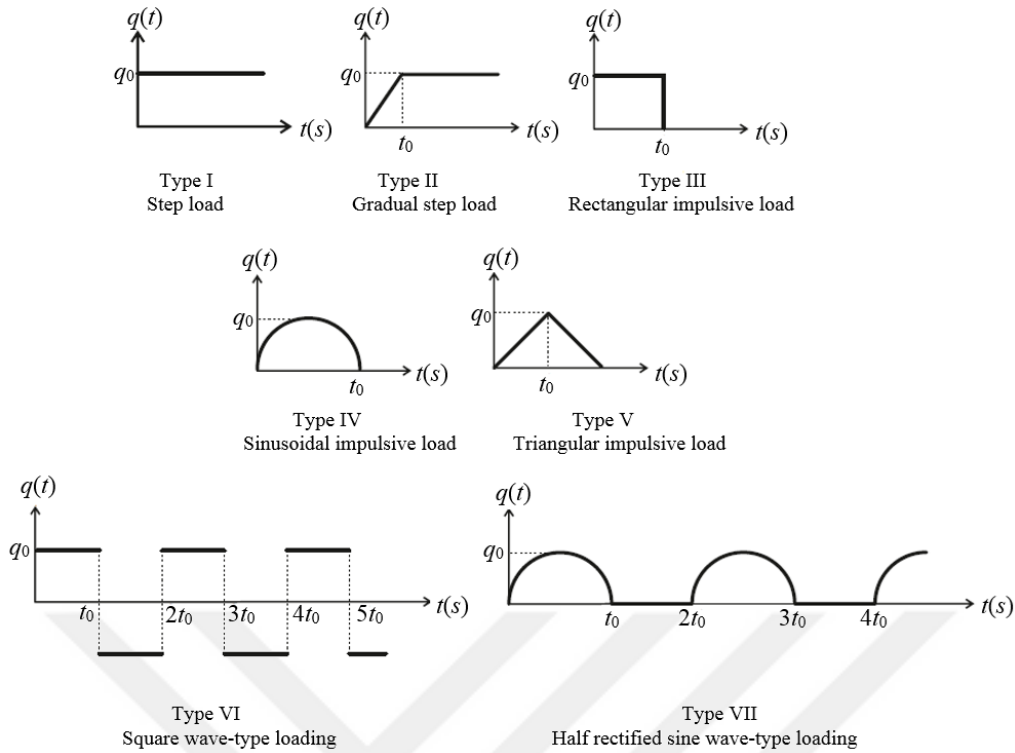 q(t) q(t) q(t)
q₀ q₀ q₀
t(s) t(s) t(s)
t₀ t₀
Type I Type II Type III
Step load Gradual step load Rectangular impulsive load
q(t) q(t)
q₀ q₀
t(s) t(s)
t₀ t₀
Type IV Type V
Sinusoidal impulsive load Triangular impulsive load
q(t) q(t)
q₀ q₀
t₀ 2t₀ 3t₀ 4t₀ 5t₀ t(s) t₀ 2t₀ 3t₀ 4t₀ t(s)
Type VI Type VII
Square wave-type loading Half rectified sine wave-type loading